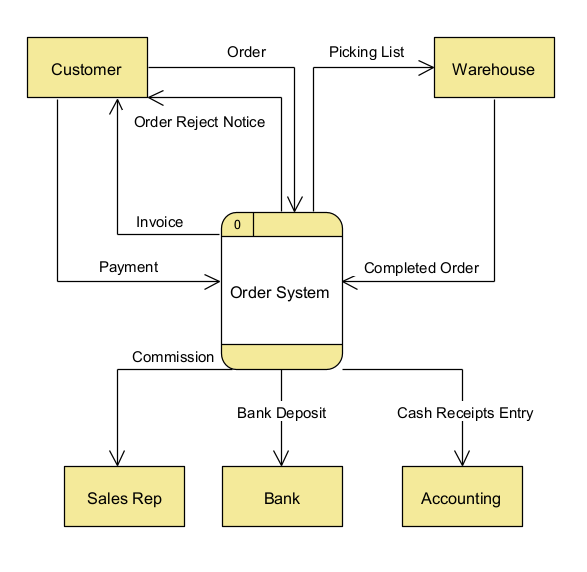 Order
Picking List
Customer
Warehouse
Order Reject Notice
Invoice
0
Payment
Completed Order
Order System
Commission
Bank Deposit
Cash Receipts Entry
Sales Rep
Bank
Accounting